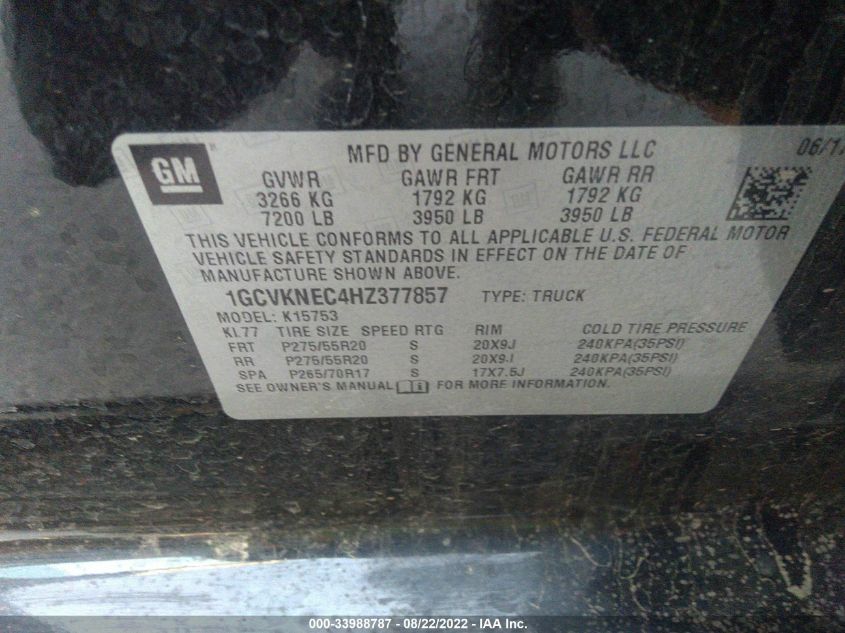 GM
MFD BY GENERAL MOTORS LLC 06/17
GVWR GAWR FRT GAWR RR
3266 KG 1792 KG 1792 KG
7200 LB 3950 LB 3950 LB
THIS VEHICLE CONFORMS TO ALL APPLICABLE U.S. FEDERAL MOTOR
VEHICLE SAFETY STANDARDS IN EFFECT ON THE DATE OF
MANUFACTURE SHOWN ABOVE.
1GCVKNEC4HZ377857 TYPE: TRUCK
MODEL: K15753
KL77 TIRE SIZE SPEED RTG RIM COLD TIRE PRESSURE
FRT P275/55R20 S 20X9J 240KPA(35PSI)
RR P275/55R20 S 20X9J 240KPA(35PSI)
SPA P265/70R17 S 17X7.5J 240KPA(35PSI)
SEE OWNER'S MANUAL FOR MORE INFORMATION.
000-33988787 - 08/22/2022 - IAA Inc.